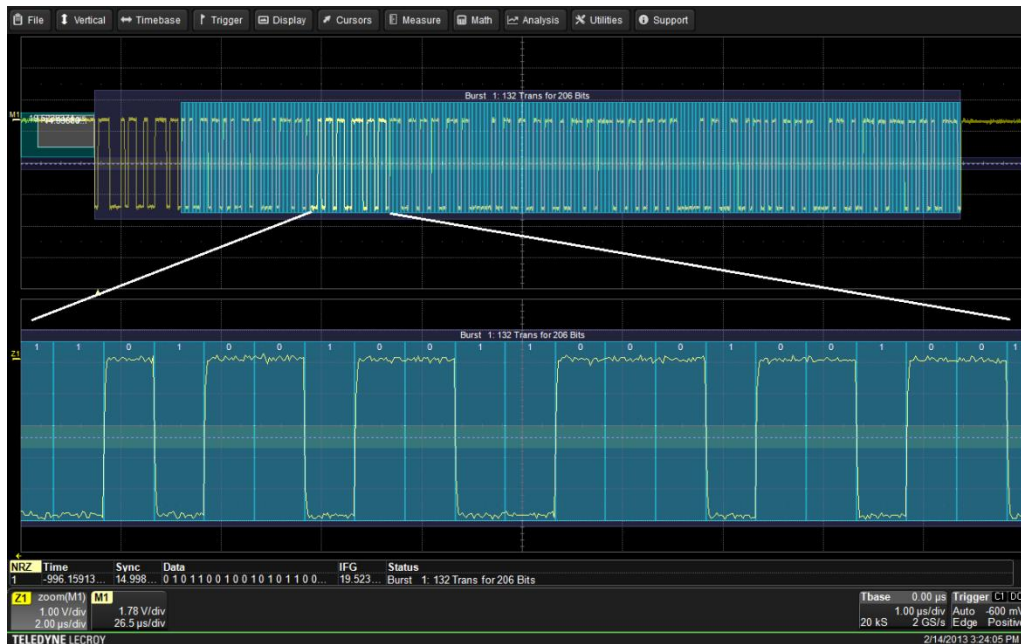 File Vertical Timebase Trigger Display Cursors Measure Math Analysis Utilities Support
Burst 1: 132 Trans for 206 Bits
M1
Burst 1: 132 Trans for 206 Bits
1 1 0 1 0 0 1 0 0 1 1 0 0 0 1 0 0 1 0 0 1
Z1
NRZ Time Sync Data IFG Status
1 -996.15913... 14.998... 0 1 0 1 1 0 0 1 0 0 1 0 1 0 1 0 1 1 0 0... 19.523... Burst 1: 132 Trans for 206 Bits
Z1 zoom(M1) M1 Tbase 0.00 µs Trigger C1 DC
1.00 V/div 1.78 V/div 1.00 µs/div Auto -600 mV
2.00 µs/div 26.5 µs/div 20 kS 2 GS/s Edge Positive
TELEDYNE LECROY 2/14/2013 3:24:05 PM